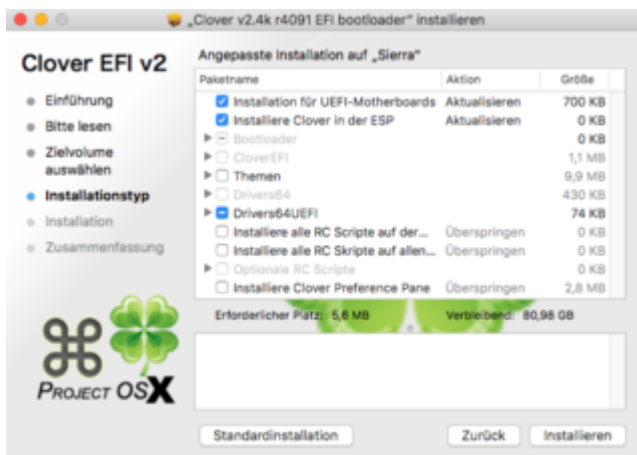 „Clover v2.4k r4091 EFI bootloader“ installieren
Clover EFI v2
Einführung
Bitte lesen
Zielvolume
auswählen
Installationstyp
Installation
Zusammenfassung
PROJECT OSX
Angepasste Installation auf „Sierra“
Paketname Aktion Größe
Installation für UEFI-Motherboards Aktualisieren 700 KB
Installiere Clover in der ESP Aktualisieren 0 KB
Bootloader 0 KB
CloverEFI 1,1 MB
Themen 9,9 MB
Drivers64 430 KB
Drivers64UEFI 74 KB
Installiere alle RC Scripte auf der... Überspringen 0 KB
Installiere alle RC Skripte auf allen... Überspringen 0 KB
Optionale RC Scripte 0 KB
Installiere Clover Preference Pane Überspringen 2,8 MB
Erforderlicher Platz: 5,6 MB Verbleibend: 80,98 GB
Standardinstallation Zurück Installieren